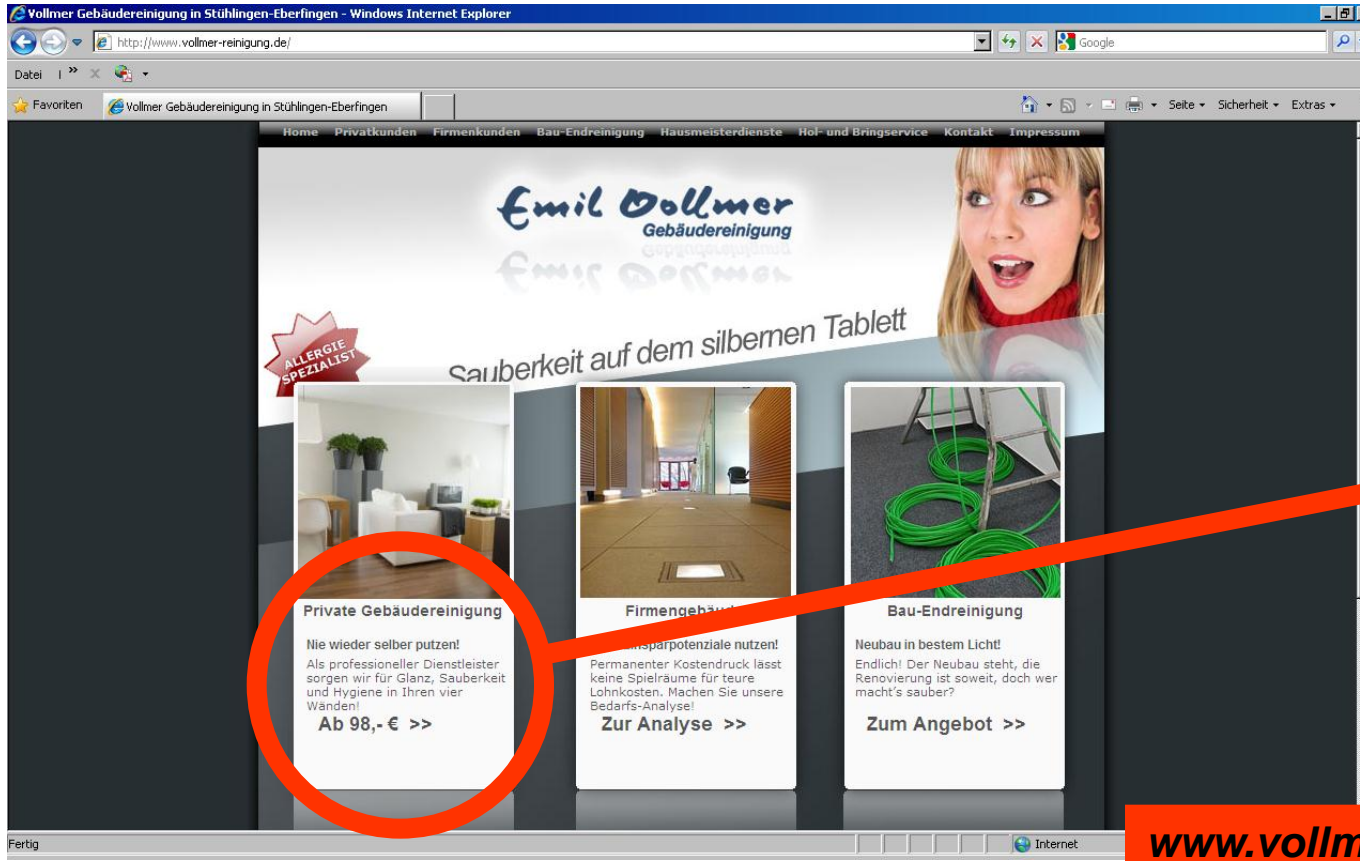 Vollmer Gebäudereinigung in Stühlingen-Eberfingen - Windows Internet Explorer
http://www.vollmer-reinigung.de/
Google
Datei
Favoriten
Vollmer Gebäudereinigung in Stühlingen-Eberfingen
Seite Sicherheit Extras
Home Privatkunden Firmenkunden Bau-Endreinigung Hausmeisterdienste Hol- und Bringservice Kontakt Impressum
Emil Vollmer
Gebäudereinigung
Sauberkeit auf dem silbernen Tablett
ALLERGIE
SPEZIALIST
Private Gebäudereinigung
Nie wieder selber putzen!
Als professioneller Dienstleister
sorgen wir für Glanz, Sauberkeit
und Hygiene in Ihren vier
Wänden!
Ab 98,- € >>
nutzen!
Permanenter Kostendruck lässt
keine Spielräume für teure
Lohnkosten. Machen Sie unsere
Bedarfs-Analyse!
Zur Analyse >>
Bau-Endreinigung
Neubau in bestem Licht!
Endlich! Der Neubau steht, die
Renovierung ist soweit, doch wer
macht's sauber?
Zum Angebot >>
Fertig
Internet
www.vollm